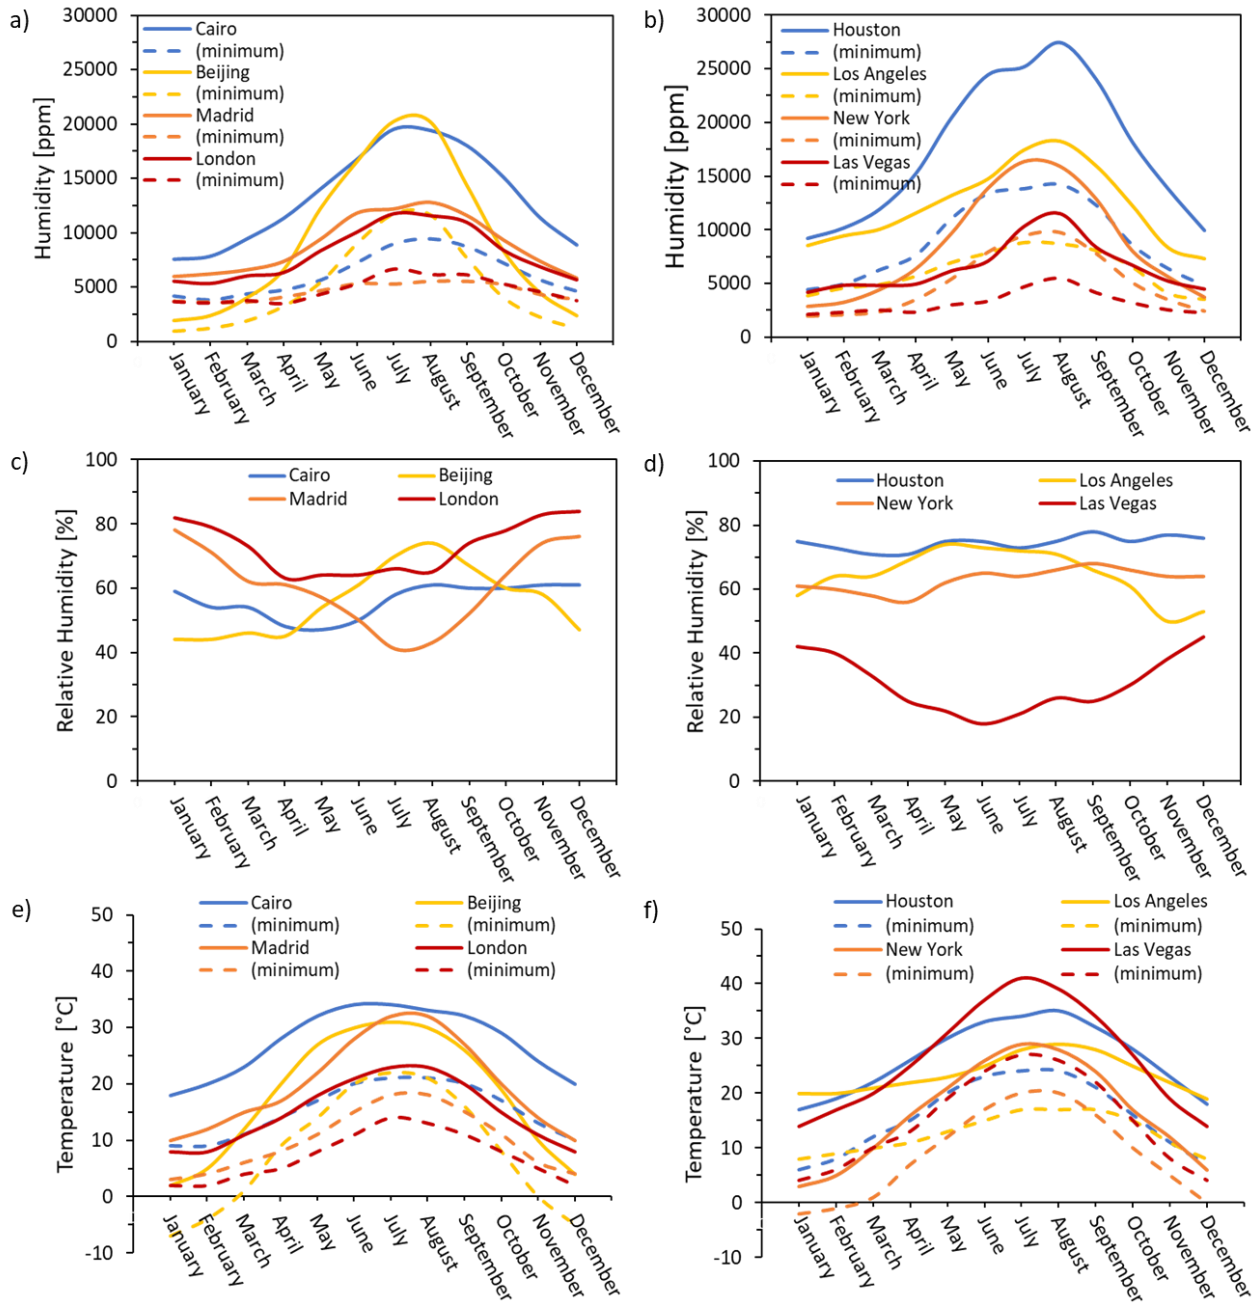 a)
30000
25000
20000
15000
10000
5000
0
Humidity [ppm]
Cairo
(minimum)
Beijing
(minimum)
Madrid
(minimum)
London
(minimum)
January
February
March
April
May
June
July
August
September
October
November
December
b)
30000
25000
20000
15000
10000
5000
0
Humidity [ppm]
Houston
(minimum)
Los Angeles
(minimum)
New York
(minimum)
Las Vegas
(minimum)
January
February
March
April
May
June
July
August
September
October
November
December
c)
100
80
60
40
20
0
Relative Humidity [%]
Cairo
Beijing
Madrid
London
January
February
March
April
May
June
July
August
September
October
November
December
d)
100
80
60
40
20
0
Relative Humidity [%]
Houston
Los Angeles
New York
Las Vegas
January
February
March
April
May
June
July
August
September
October
November
December
e)
50
40
30
20
10
0
-10
Temperature [°C]
Cairo
Beijing
(minimum)
(minimum)
Madrid
London
(minimum)
(minimum)
January
February
March
April
May
June
July
August
September
October
November
December
f)
50
40
30
20
10
0
-10
Temperature [°C]
Houston
Los Angeles
(minimum)
(minimum)
New York
Las Vegas
(minimum)
(minimum)
January
February
March
April
May
June
July
August
September
October
November
December